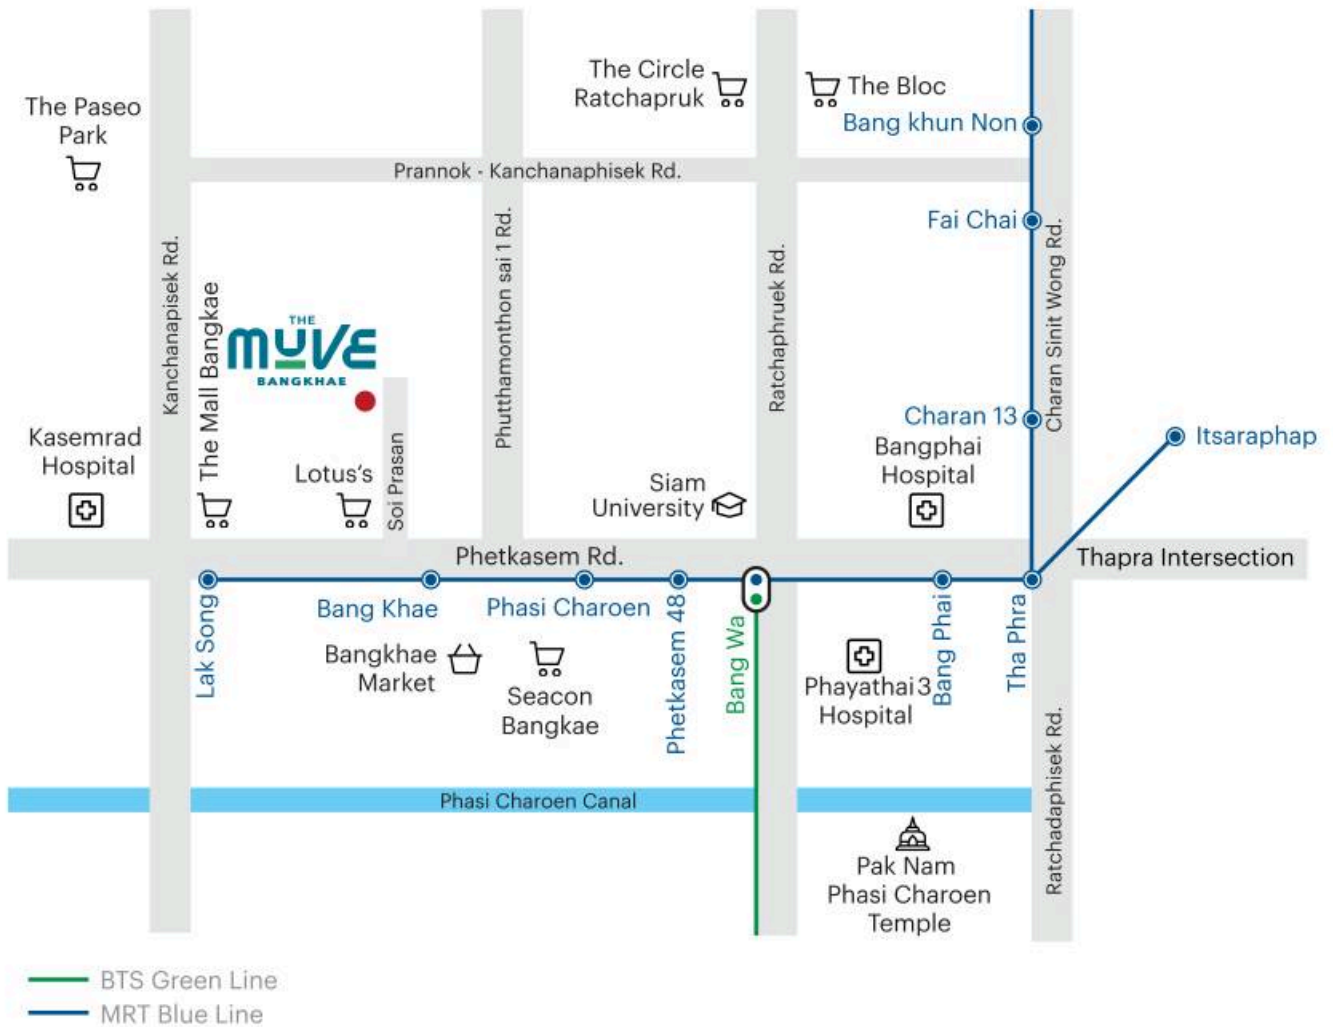 The Circle
Ratchapruk
The Bloc
The Paseo
Park
Bang khun Non
Prannok - Kanchanaphisek Rd.
Fai Chai
Kanchanapisek Rd.
The Mall Bangkae
THE
MUVE
BANGKHAE
Phutthamonthon sai 1 Rd.
Ratchaphruek Rd.
Charan Sinit Wong Rd.
Charan 13
Itsaraphap
Kasemrad
Hospital
Lotus's
Soi Prasan
Siam
University
Bangphai
Hospital
Phetkasem Rd.
Thapra Intersection
Lak Song
Bang Khae
Phasi Charoen
Phetkasem 48
Bang Wa
Bang Phai
Tha Phra
Bangkhae
Market
Seacon
Bangkae
Phayathai3
Hospital
Ratchadaphisek Rd.
Phasi Charoen Canal
Pak Nam
Phasi Charoen
Temple
BTS Green Line
MRT Blue Line